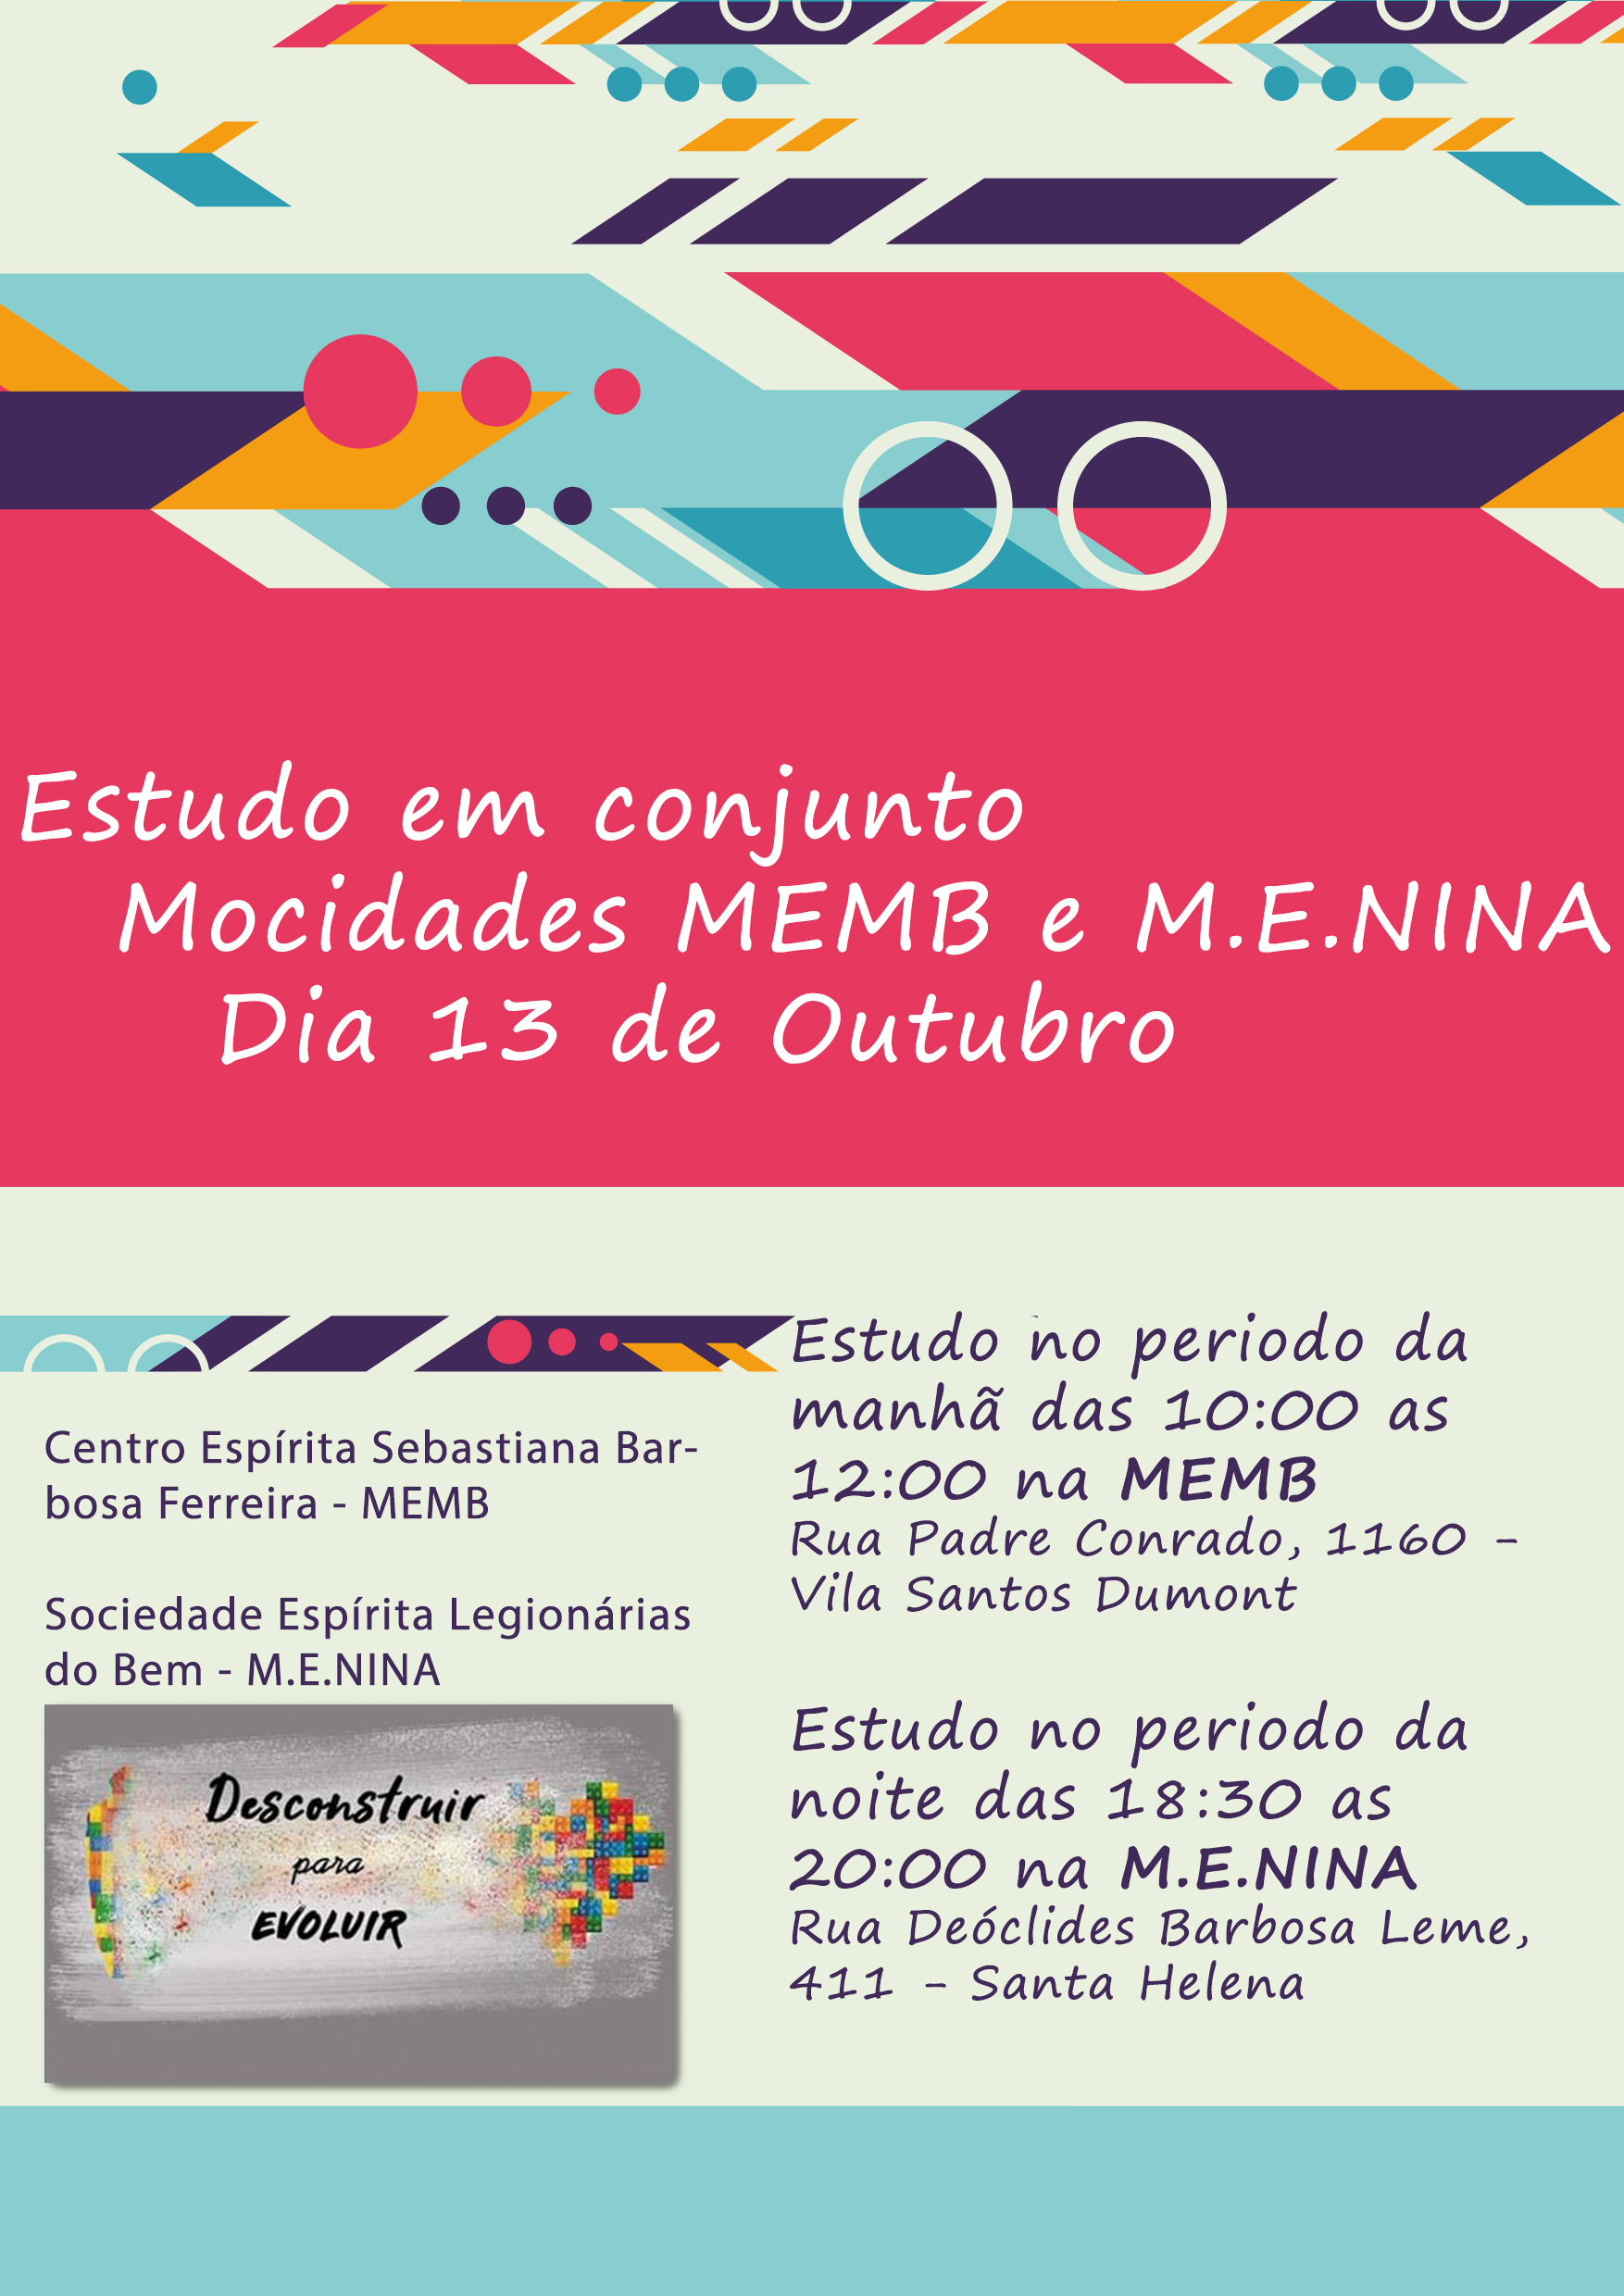 Estudo em conjunto
Mocidades MEMB e M.E.NINA
Dia 13 de Outubro
Centro Espírita Sebastiana Bar-
bosa Ferreira - MEMB
Sociedade Espírita Legionárias
do Bem - M.E.NINA
Desconstruir
para
EVOLUIR
Estudo no periodo da
manhã das 10:00 as
12:00 na MEMB
Rua Padre Conrado, 1160 -
Vila Santos Dumont
Estudo no periodo da
noite das 18:30 as
20:00 na M.E.NINA
Rua Deóclides Barbosa Leme,
411 - Santa Helena